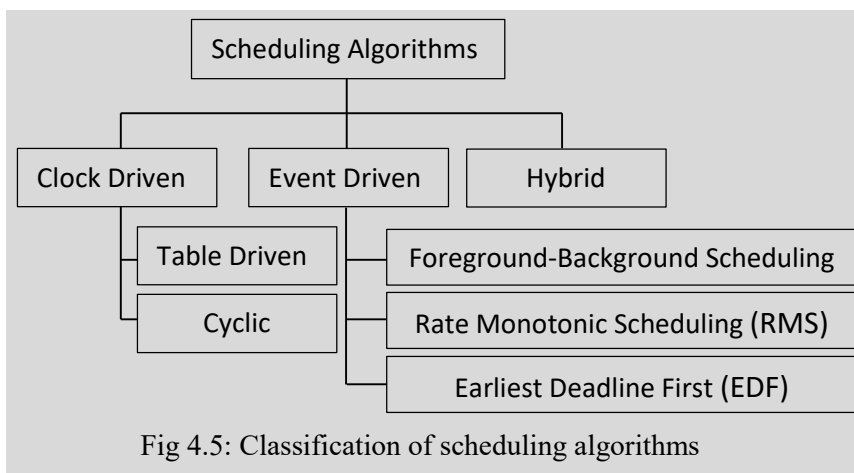 Scheduling Algorithms
Clock Driven
Event Driven
Hybrid
Table Driven
Cyclic
Foreground-Background Scheduling
Rate Monotonic Scheduling (RMS)
Earliest Deadline First (EDF)
Fig 4.5: Classification of scheduling algorithms